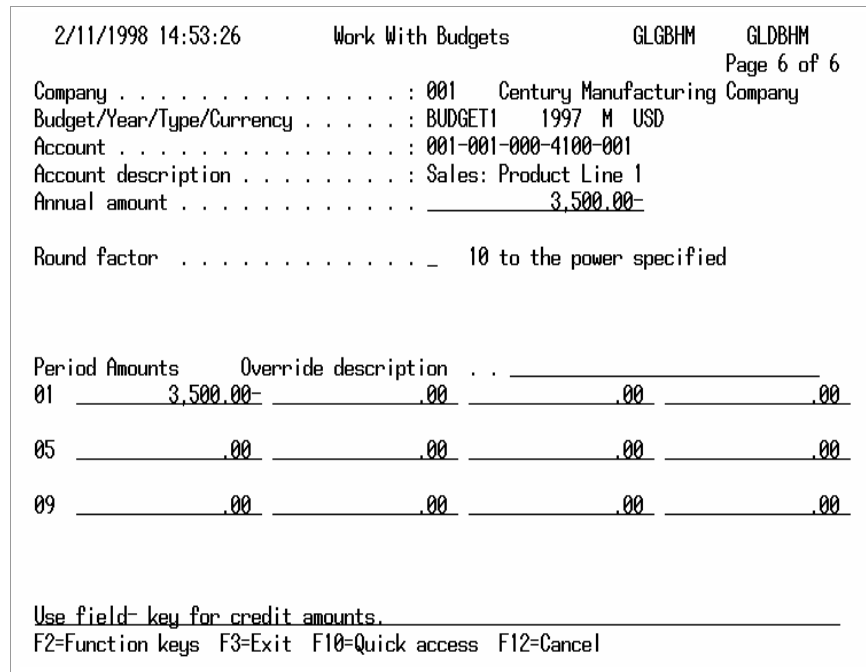 2/11/1998 14:53:26 Work With Budgets GLGBHM GLDBHM
Page 6 of 6
Company . . . . . . . . . . . . . . : 001 Century Manufacturing Company
Budget/Year/Type/Currency . . . . . : BUDGET1 1997 M USD
Account . . . . . . . . . . . . . . : 001-001-000-4100-001
Account description . . . . . . . . : Sales: Product Line 1
Annual amount . . . . . . . . . . . . 3,500.00-
Round factor . . . . . . . . . . . . _ 10 to the power specified
Period Amounts Override description . .
01 3,500.00- .00 .00 .00
05 .00 .00 .00 .00
09 .00 .00 .00 .00
Use field- key for credit amounts.
F2=Function keys F3=Exit F10=Quick access F12=Cancel